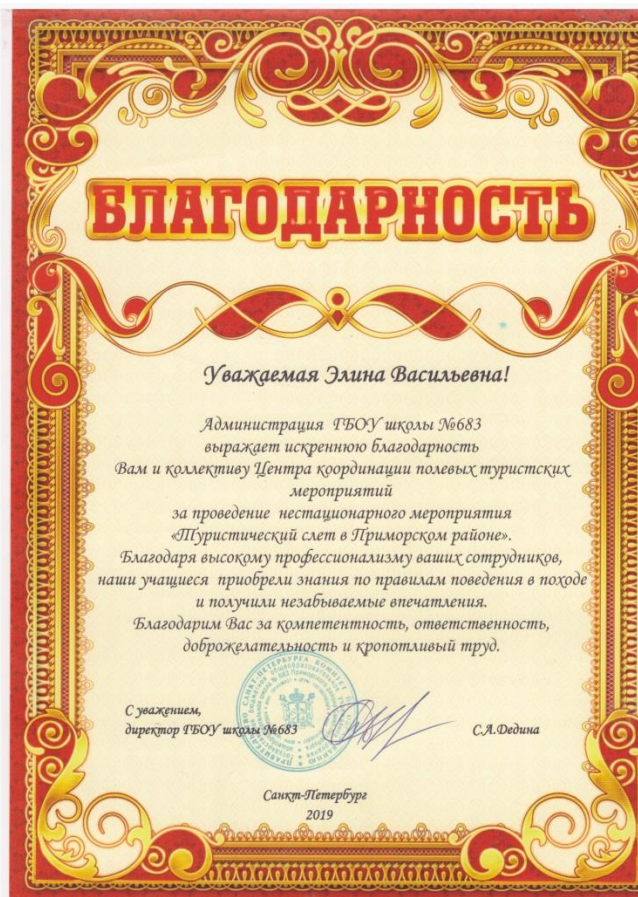 БЛАГОДАРНОСТЬ
Уважаемая Элина Васильевна!
Администрация ГБОУ школы №683
выражает искреннюю благодарность
Вам и коллективу Центра координации полевых туристских
мероприятий
за проведение нестационарного мероприятия
«Туристический слет в Приморском районе».
Благодаря высокому профессионализму ваших сотрудников,
наши учащиеся приобрели знания по правилам поведения в походе
и получили незабываемые впечатления.
Благодарим Вас за компетентность, ответственность,
доброжелательность и кропотливый труд.
С уважением,
директор ГБОУ школы №683
С.А.Дедина
Санкт-Петербург
2019